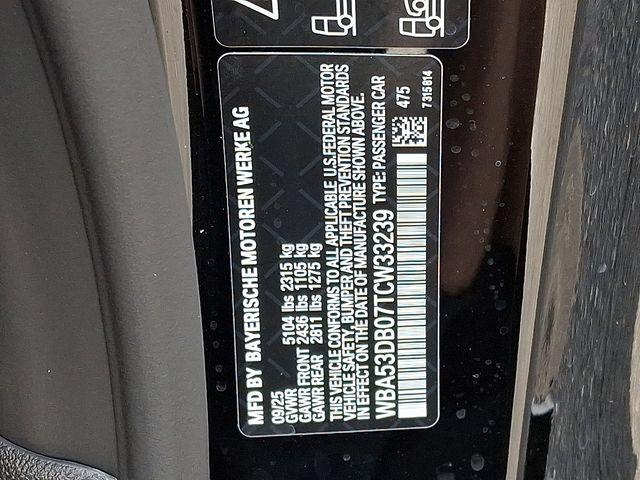 MFD BY BAYERISCHE MOTOREN WERKE AG
09/25
GVWR 5104 lbs 2315 kg
GAWR FRONT 2436 lbs 1105 kg
GAWR REAR 2811 lbs 1275 kg
THIS VEHICLE CONFORMS TO ALL APPLICABLE U.S. FEDERAL MOTOR
VEHICLE SAFETY, BUMPER AND THEFT PREVENTION STANDARDS
IN EFFECT ON THE DATE OF MANUFACTURE SHOWN ABOVE.
WBA53DB07TCW33239 TYPE: PASSENGER CAR
475
7315814